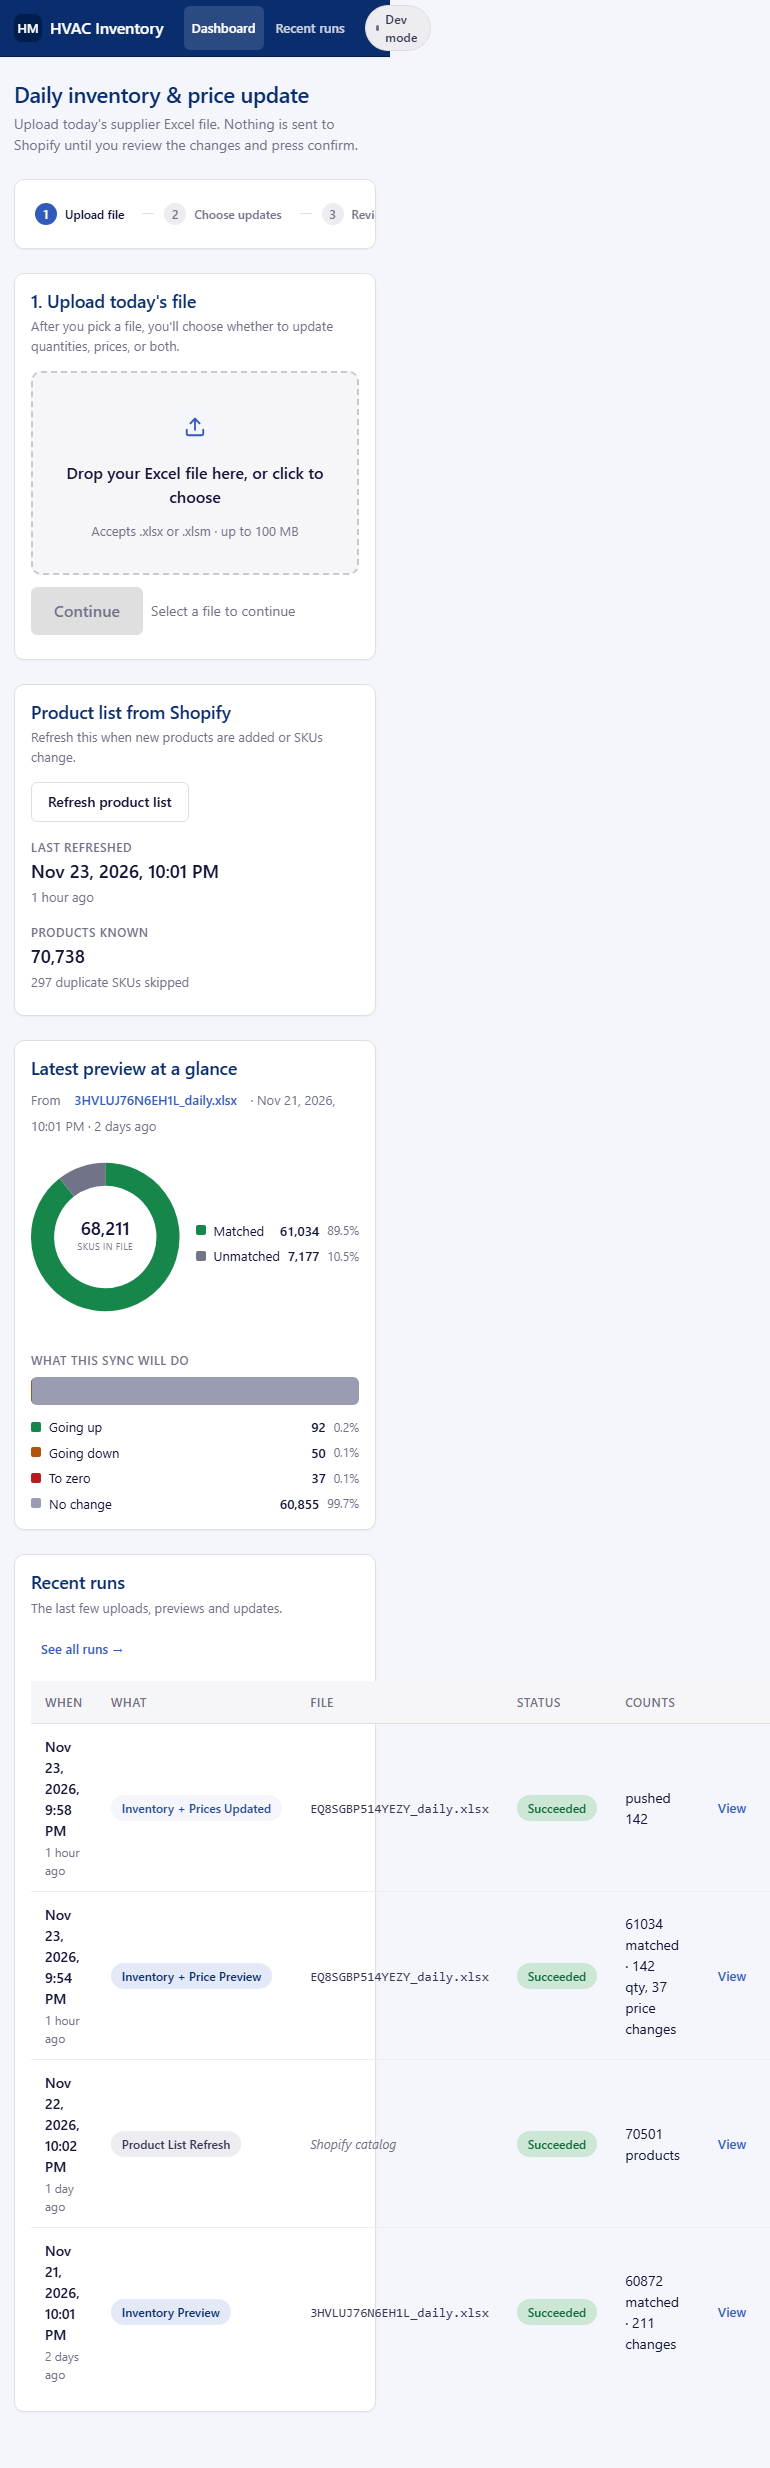 HM HVAC Inventory Dashboard Recent runs Dev mode
Daily inventory & price update
Upload today's supplier Excel file. Nothing is sent to
Shopify until you review the changes and press confirm.
1 Upload file 2 Choose updates 3 Revi
1. Upload today's file
After you pick a file, you'll choose whether to update
quantities, prices, or both.
Drop your Excel file here, or click to
choose
Accepts .xlsx or .xlsm · up to 100 MB
Continue Select a file to continue
Product list from Shopify
Refresh this when new products are added or SKUs
change.
Refresh product list
LAST REFRESHED
Nov 23, 2026, 10:01 PM
1 hour ago
PRODUCTS KNOWN
70,738
297 duplicate SKUs skipped
Latest preview at a glance
From 3HVLUJ76N6EH1L_daily.xlsx · Nov 21, 2026,
10:01 PM · 2 days ago
68,211
SKUS IN FILE
Matched 61,034 89.5%
Unmatched 7,177 10.5%
WHAT THIS SYNC WILL DO
Going up 92 0.2%
Going down 50 0.1%
To zero 37 0.1%
No change 60,855 99.7%
Recent runs
The last few uploads, previews and updates.
See all runs →
WHEN WHAT FILE STATUS COUNTS
Nov
23,
2026,
9:58
PM
1 hour
ago
Inventory + Prices Updated
EQ8SGBP514YEZY_daily.xlsx
Succeeded
pushed
142
View
Nov
23,
2026,
9:54
PM
1 hour
ago
Inventory + Price Preview
EQ8SGBP514YEZY_daily.xlsx
Succeeded
61034
matched
· 142
qty, 37
price
changes
View
Nov
22,
2026,
10:02
PM
1 day
ago
Product List Refresh
Shopify catalog
Succeeded
70501
products
View
Nov
21,
2026,
10:01
PM
2 days
ago
Inventory Preview
3HVLUJ76N6EH1L_daily.xlsx
Succeeded
60872
matched
· 211
changes
View